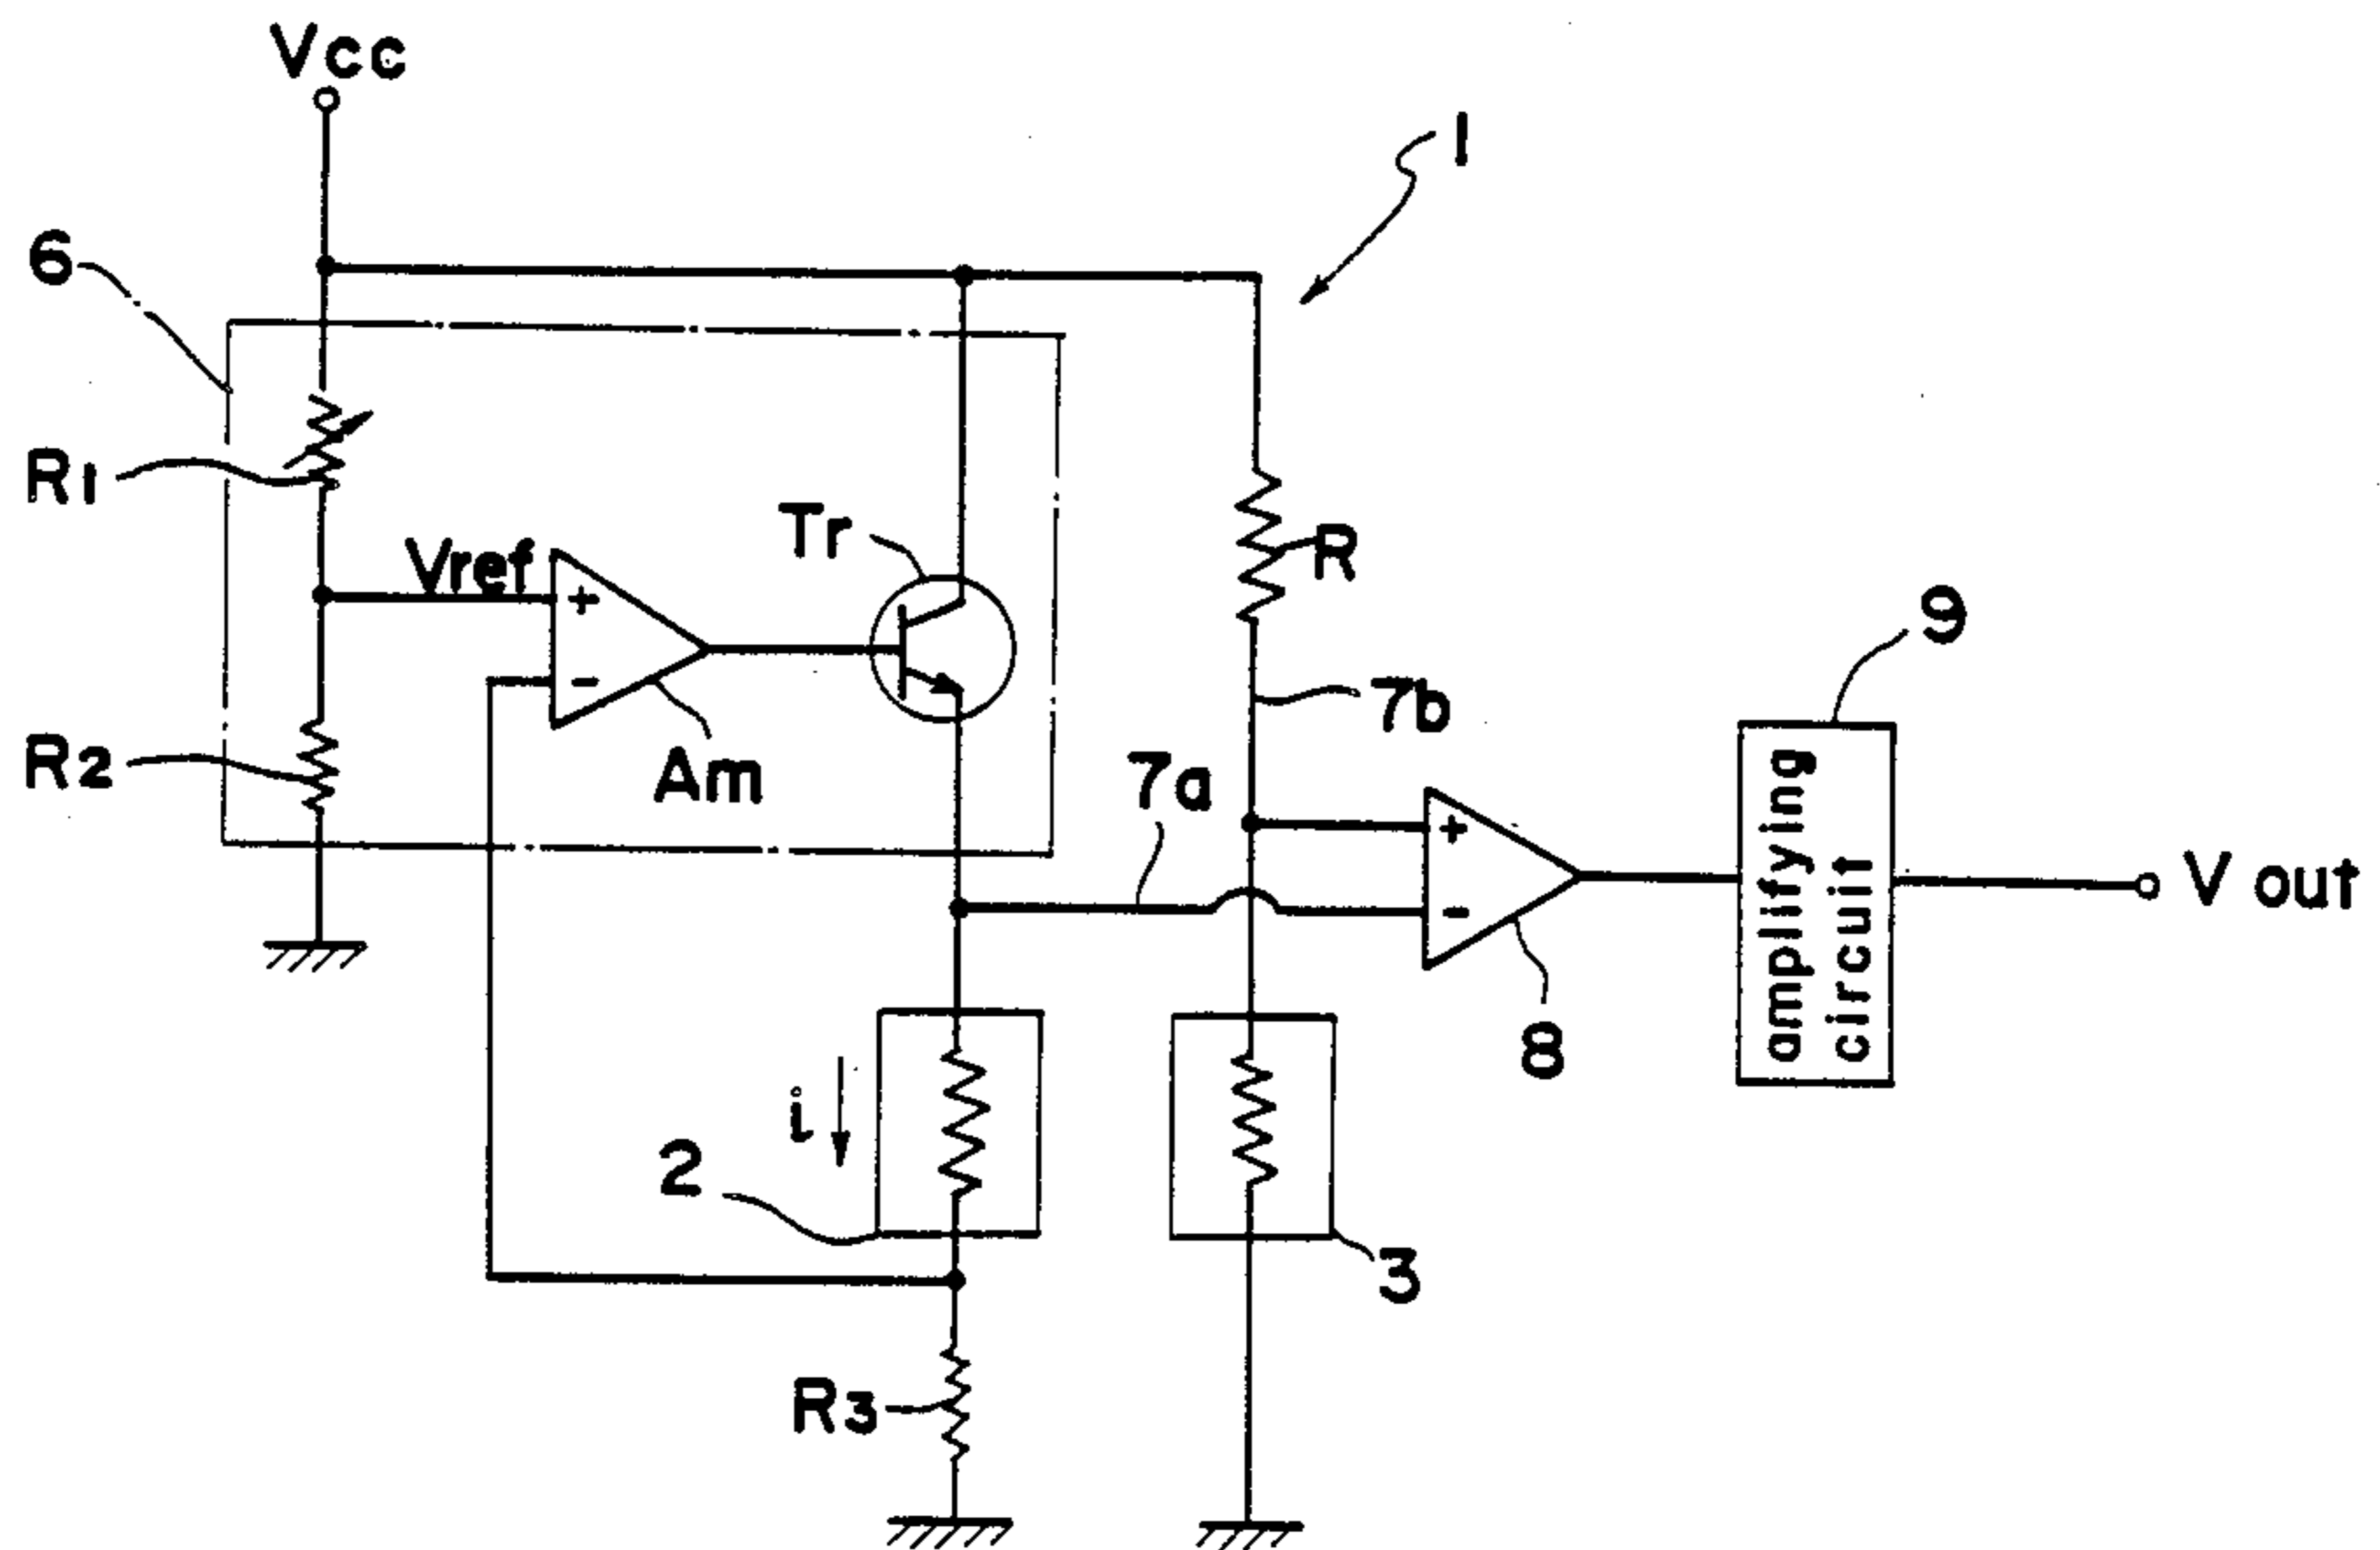 Vcc
1
6
R1
Vref
+
-
Tr
R
Am
R2
7b
7a
9
+
-
8
amplifying
circuit
V out
i
2
3
R3